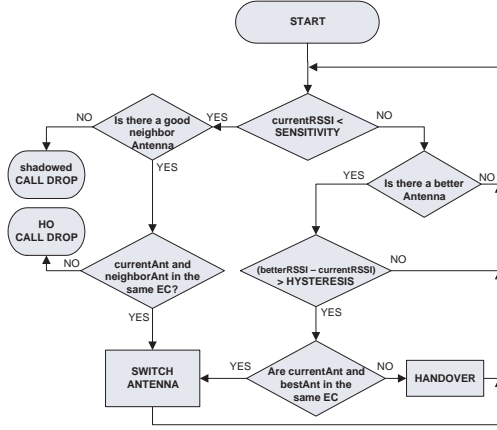 START
currentRSSI <
SENSITIVITY
YES
NO
Is there a good
neighbor
Antenna
NO
YES
shadowed
CALL DROP
Is there a better
Antenna
YES
NO
HO
CALL DROP
currentAnt and
neighborAnt in the
same EC?
NO
YES
(betterRSSI – currentRSSI)
> HYSTERESIS
NO
YES
SWITCH
ANTENNA
YES
Are currentAnt and
bestAnt in the
same EC
NO
HANDOVER